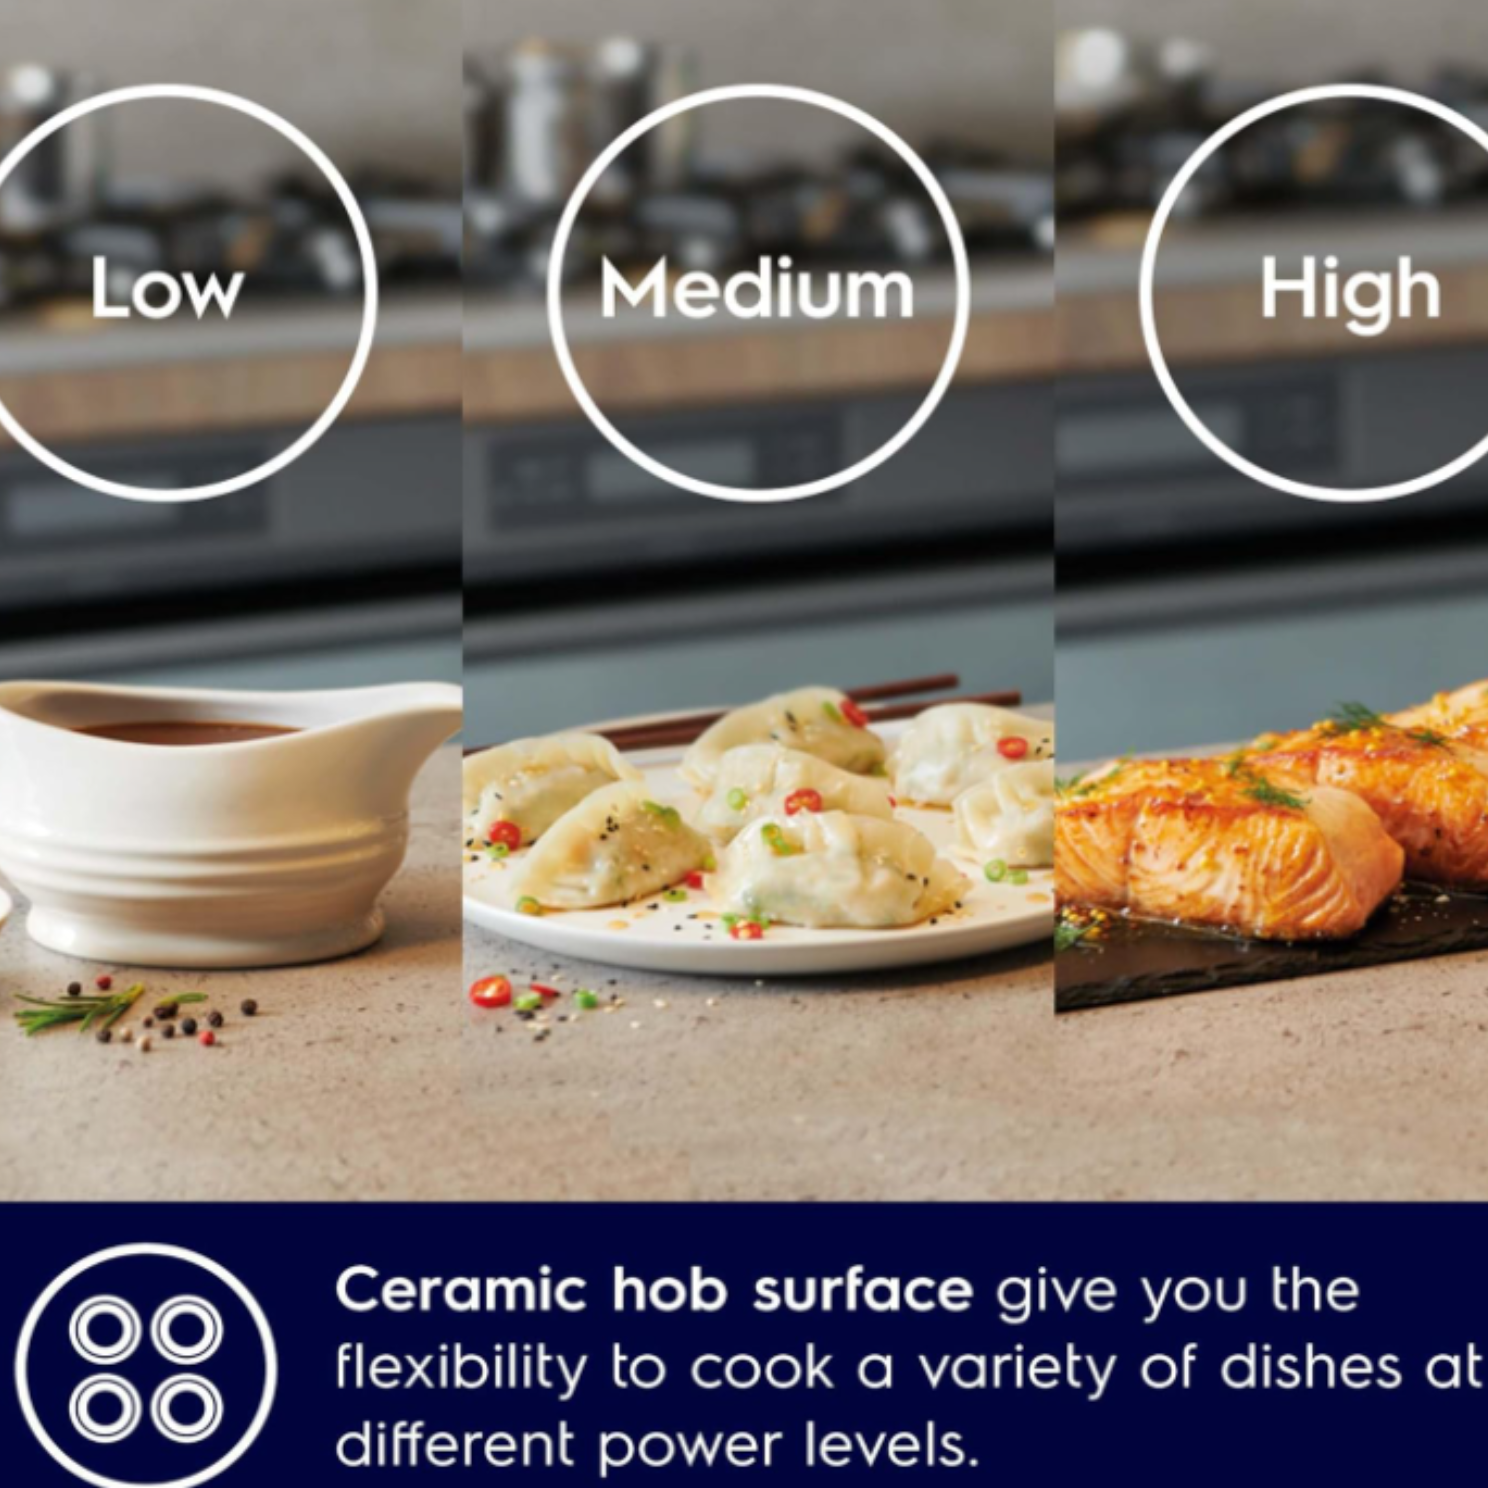 Low
Medium
High
Ceramic hob surface give you the
flexibility to cook a variety of dishes at
different power levels.